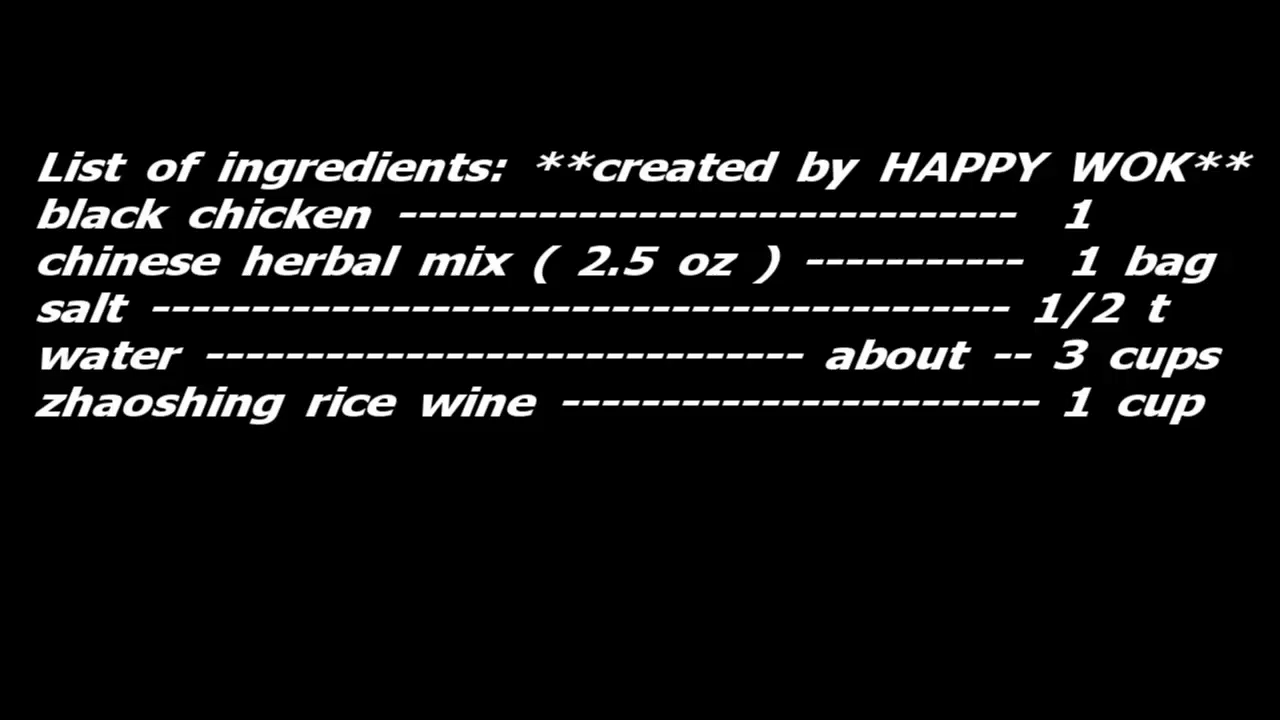 List of ingredients: **created by HAPPY WOK**
black chicken ------------------------------- 1
chinese herbal mix ( 2.5 oz ) ----------- 1 bag
salt ------------------------------------------- 1/2 t
water ------------------------------ about -- 3 cups
zhaoshing rice wine ------------------------ 1 cup